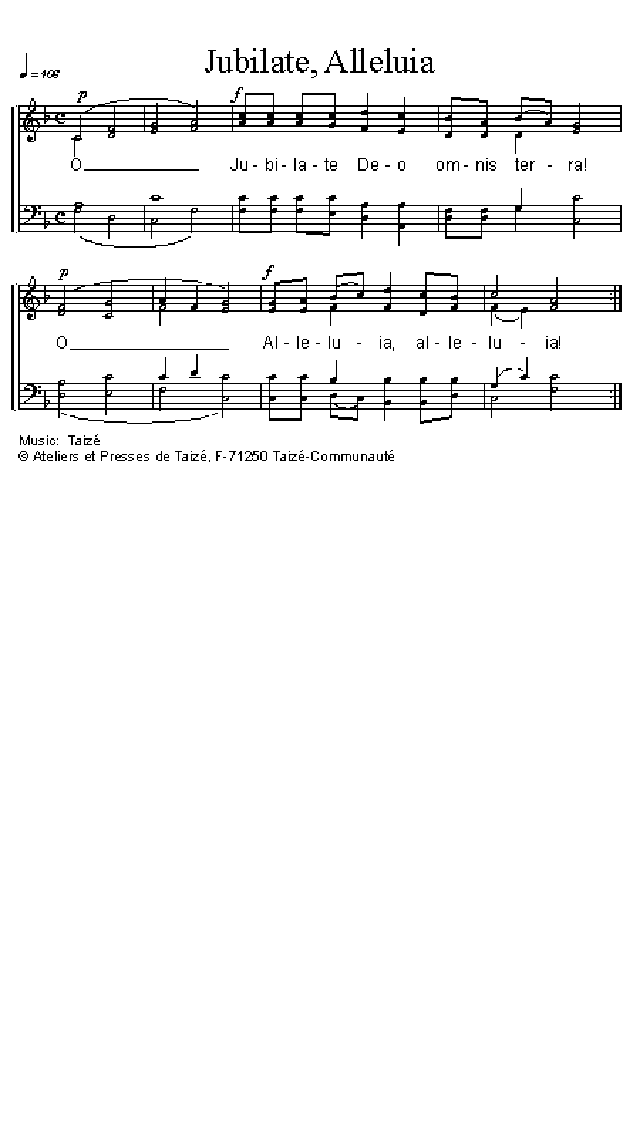 Jubilate, Alleluia
= 108
p f
O Ju - bi - la - te De - o om - nis ter - ra!
p f
O Al - le - lu - ia, al - le - lu - ia!
Music: Taizé
© Ateliers et Presses de Taizé, F-71250 Taizé-Communauté